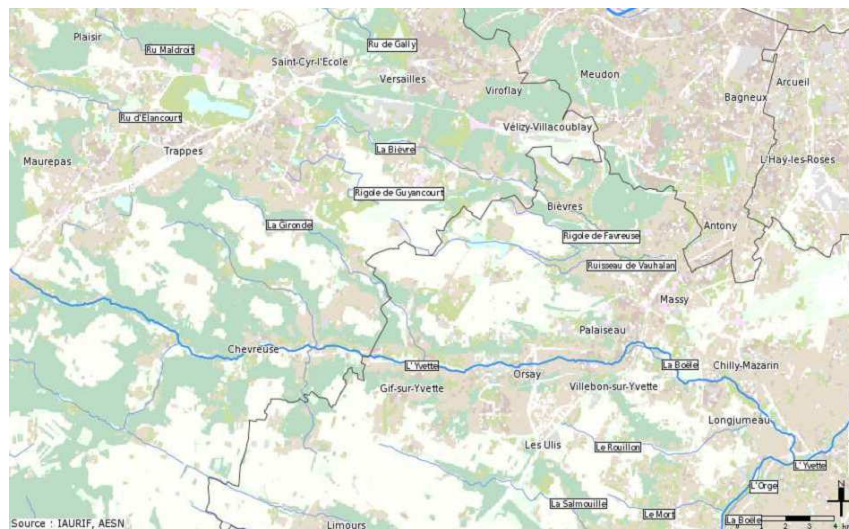 Plaisir
Ru Maldroit
Ru de Gally
Saint-Cyr-l'Ecole
Versailles
Viroflay
Meudon
Arcueil
Bagneux
Ru d'Elancourt
Trappes
Maurepas
Vélizy-Villacoublay
La Bièvre
L'Haÿ-les-Roses
Rigole de Guyancourt
Bièvres
La Gironde
Antony
Rigole de Favreuse
Ruisseau de Vauhalan
Massy
Palaiseau
Chevreuse
L'Yvette
Gif-sur-Yvette
Orsay
La Boële
Chilly-Mazarin
Villebon-sur-Yvette
Longjumeau
Les Ulis
Le Rouillon
L'Yvette
L'Orge
N
La Salmouille
Le Mort
La Boële
Limours
Source : IAURIF, AESN